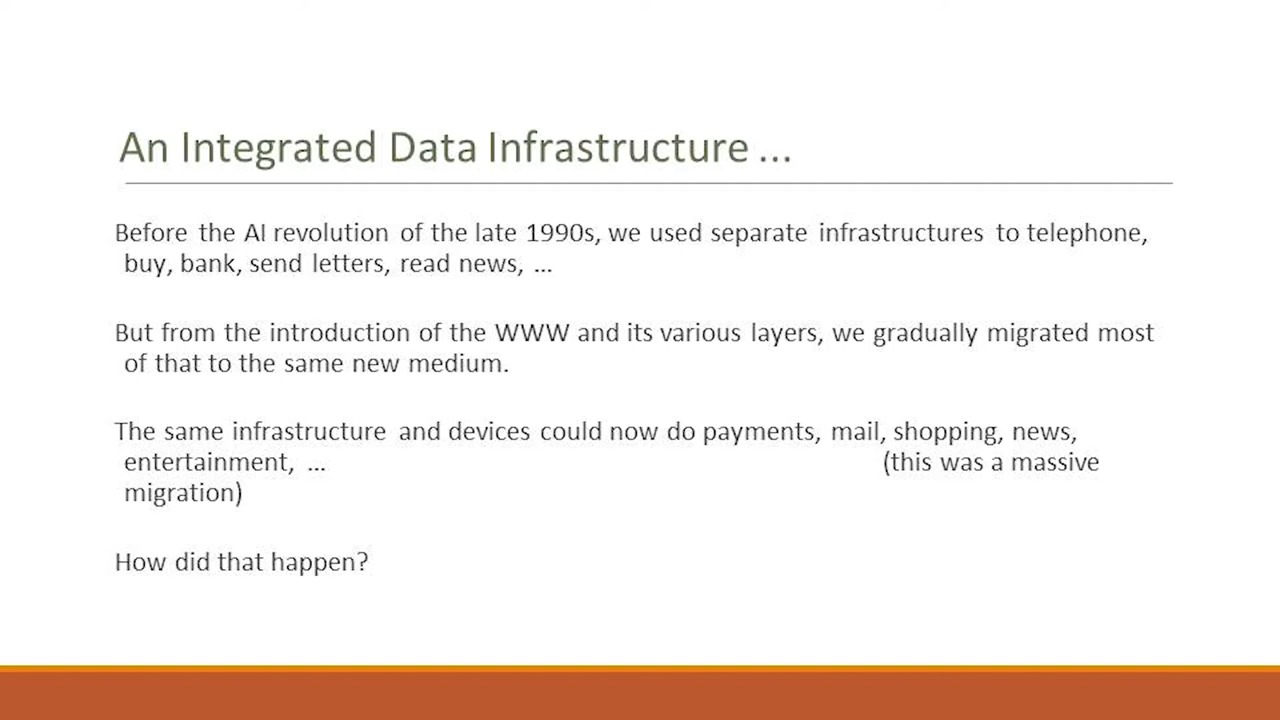 An Integrated Data Infrastructure ...
Before the AI revolution of the late 1990s, we used separate infrastructures to telephone,
buy, bank, send letters, read news, ...
But from the introduction of the WWW and its various layers, we gradually migrated most
of that to the same new medium.
The same infrastructure and devices could now do payments, mail, shopping, news,
entertainment, ... (this was a massive
migration)
How did that happen?